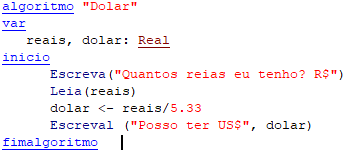 algoritmo "Dolar"
var
reais, dolar: Real
inicio
Escreva("Quantos reias eu tenho? R$")
Leia(reais)
dolar <- reais/5.33
Escreval ("Posso ter US$", dolar)
fimalgoritmo